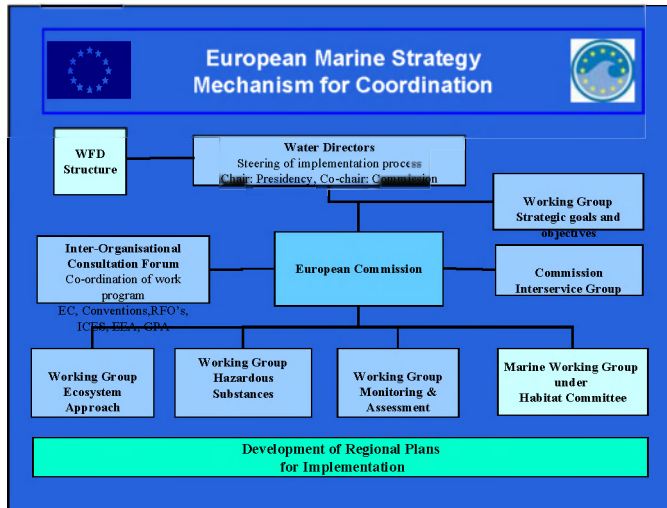 European Marine Strategy
Mechanism for Coordination
WFD
Structure
Water Directors
Steering of implementation process
Chair: Presidency, Co-chair: Commission
Working Group
Strategic goals and
objectives
Inter-Organisational
Consultation Forum
Co-ordination of work
program
EC, Conventions,RFO's,
ICES, EEA, GPA
European Commission
Commission
Interservice Group
Working Group
Ecosystem
Approach
Working Group
Hazardous
Substances
Working Group
Monitoring &
Assessment
Marine Working Group
under
Habitat Committee
Development of Regional Plans
for Implementation